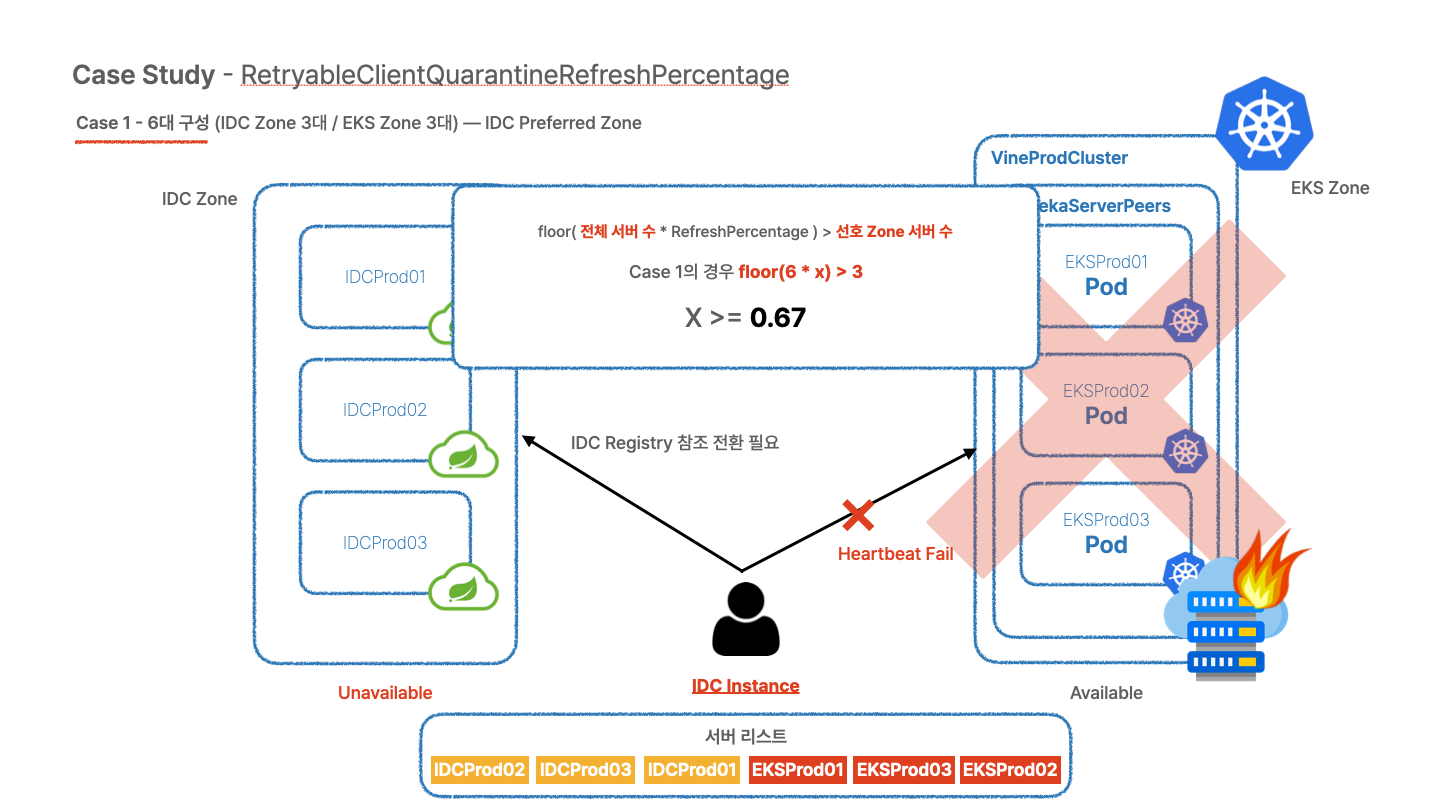 Case Study - RetryableClientQuarantineRefreshPercentage
Case 1 - 6대 구성 (IDC Zone 3대 / EKS Zone 3대) — IDC Preferred Zone
VineProdCluster
IDC Zone
EKS Zone
ekaServerPeers
floor( 전체 서버 수 * RefreshPercentage ) > 선호 Zone 서버 수
Case 1의 경우 floor(6 * x) > 3
X >= 0.67
IDCProd01
IDCProd02
IDCProd03
EKSProd01
Pod
EKSProd02
Pod
EKSProd03
Pod
IDC Registry 참조 전환 필요
Heartbeat Fail
Unavailable
IDC Instance
Available
서버 리스트
IDCProd02 IDCProd03 IDCProd01 EKSProd01 EKSProd03 EKSProd02